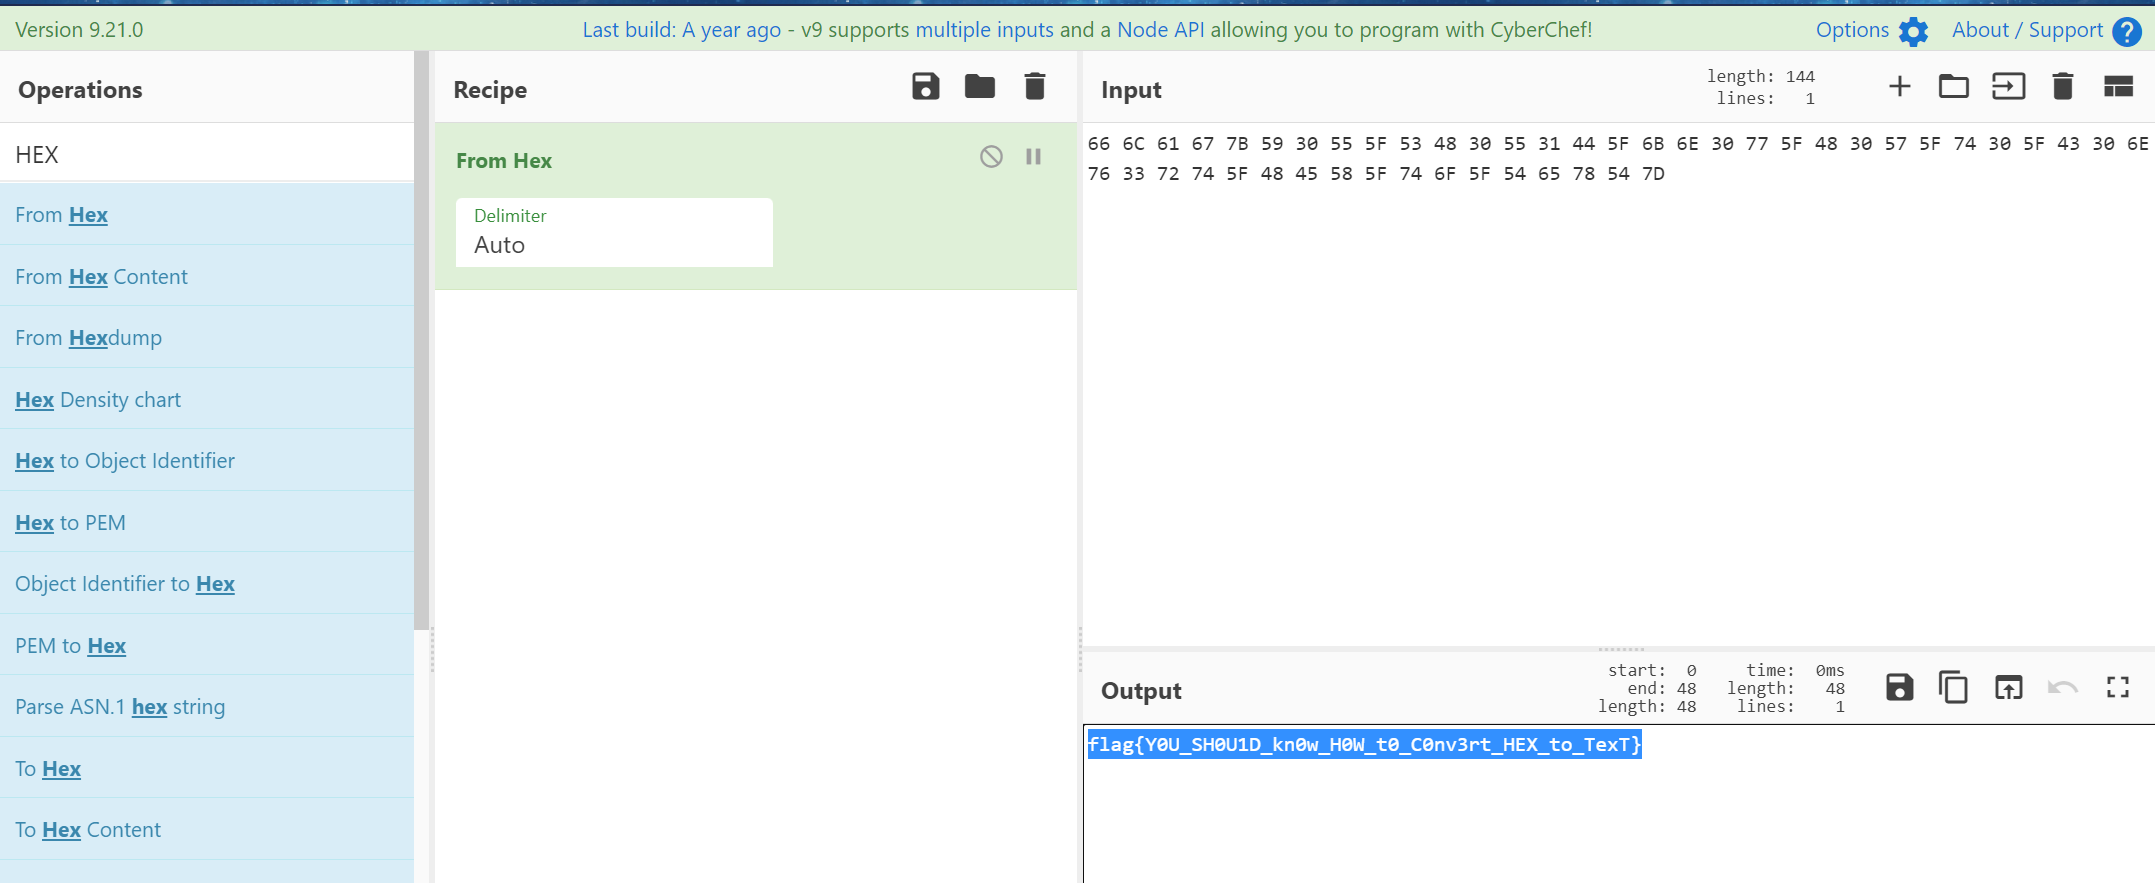 Version 9.21.0
Last build: A year ago - v9 supports multiple inputs and a Node API allowing you to program with CyberChef!
Options
About / Support
Operations
HEX
From Hex
From Hex Content
From Hexdump
Hex Density chart
Hex to Object Identifier
Hex to PEM
Object Identifier to Hex
PEM to Hex
Parse ASN.1 hex string
To Hex
To Hex Content
Recipe
From Hex
Delimiter
Auto
Input
length: 144
lines: 1
66 6C 61 67 7B 59 30 55 5F 53 48 30 55 31 44 5F 6B 6E 30 77 5F 48 30 57 5F 74 30 5F 43 30 6E
76 33 72 74 5F 48 45 58 5F 74 6F 5F 54 65 78 54 7D
Output
start: 0 time: 0ms
end: 48 length: 48
length: 48 lines: 1
flag{Y0U_SH0U1D_kn0w_H0W_t0_C0nv3rt_HEX_to_TexT}